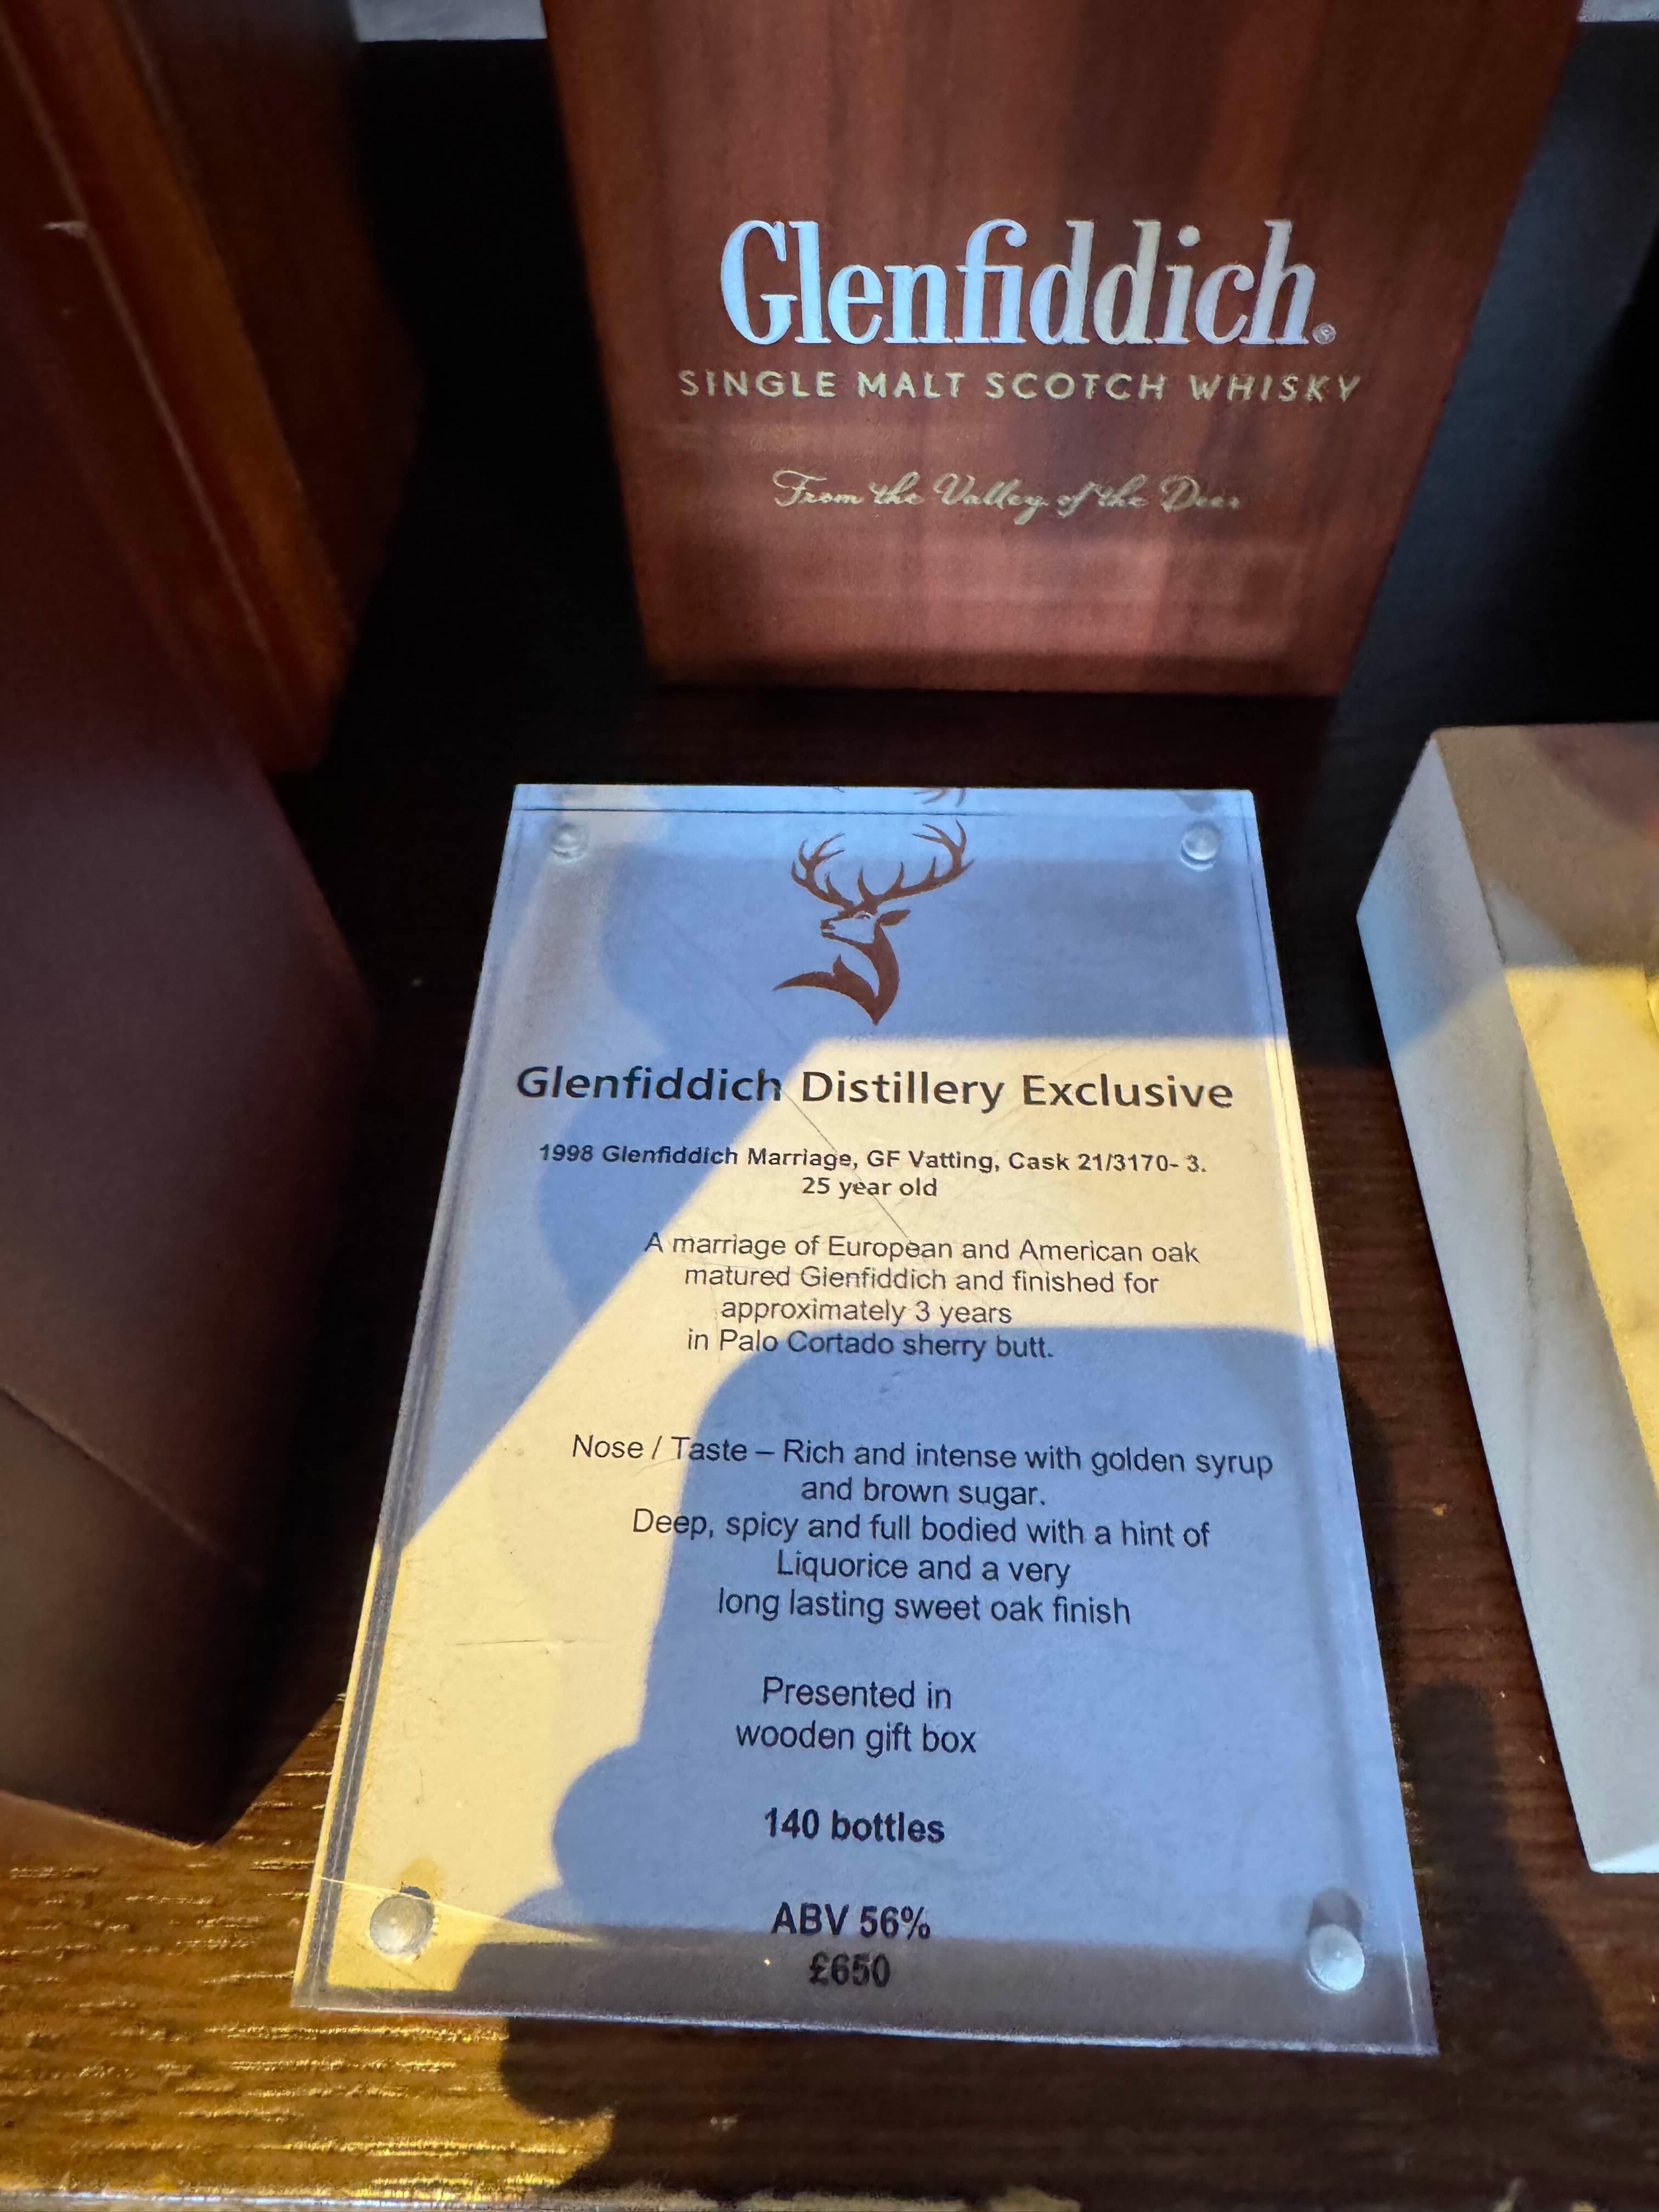 Glenfiddich®
SINGLE MALT SCOTCH WHISKY
From the Valley of the Deer
Glenfiddich Distillery Exclusive
1998 Glenfiddich Marriage, GF Vatting, Cask 21/3170- 3.
25 year old
A marriage of European and American oak
matured Glenfiddich and finished for
approximately 3 years
in Palo Cortado sherry butt.
Nose / Taste – Rich and intense with golden syrup
and brown sugar.
Deep, spicy and full bodied with a hint of
Liquorice and a very
long lasting sweet oak finish
Presented in
wooden gift box
140 bottles
ABV 56%
£650